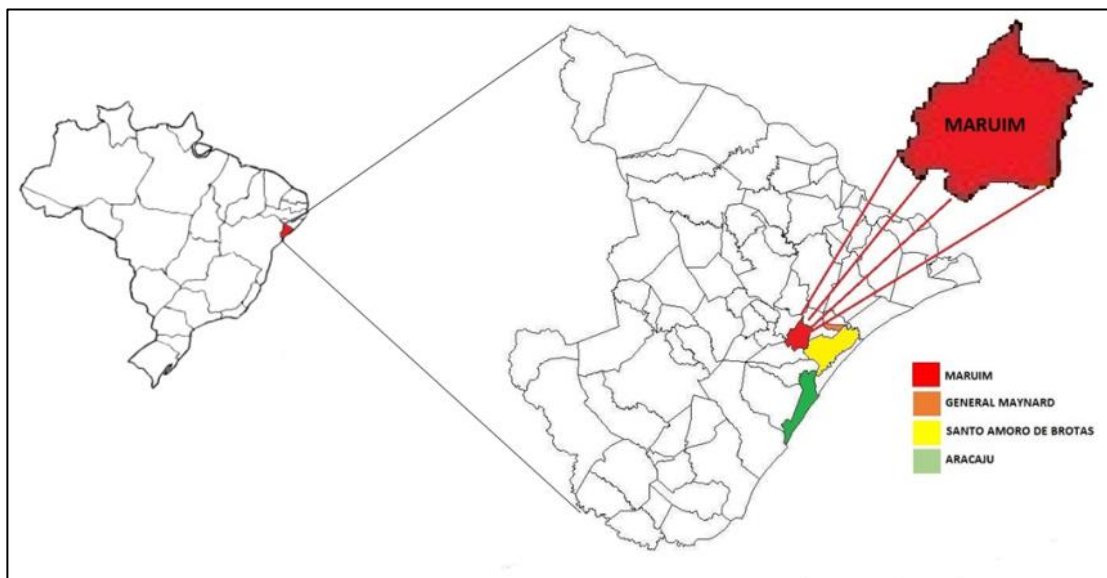 MARUIM
MARUIM
GENERAL MAYNARD
SANTO AMORO DE BROTAS
ARACAJU